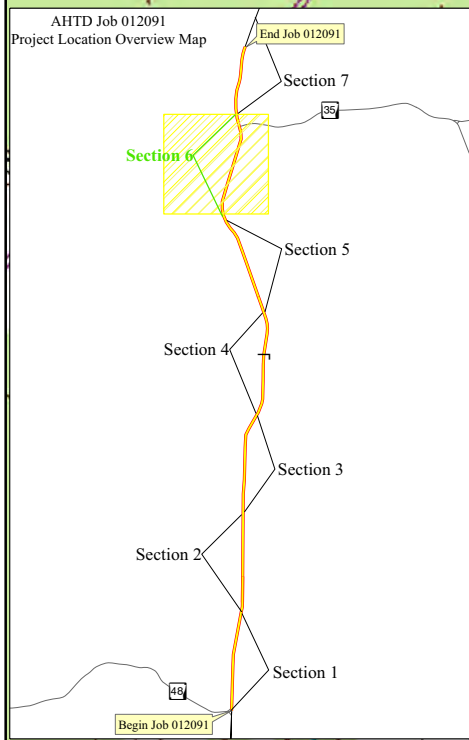 AHTD Job 012091
Project Location Overview Map
End Job 012091
Section 7
35
Section 6
Section 5
Section 4
Section 3
Section 2
Section 1
48
Begin Job 012091